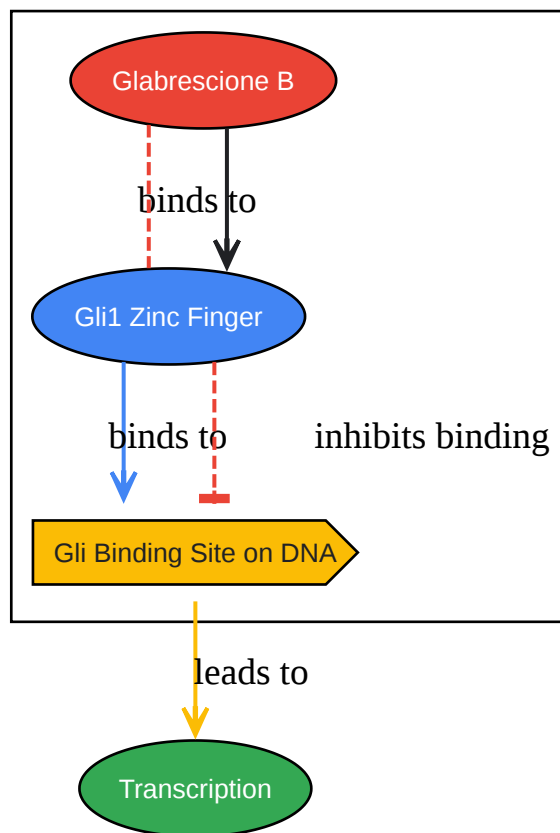 Glabrescione B
binds to
Gli1 Zinc Finger
binds to
inhibits binding
Gli Binding Site on DNA
leads to
Transcription